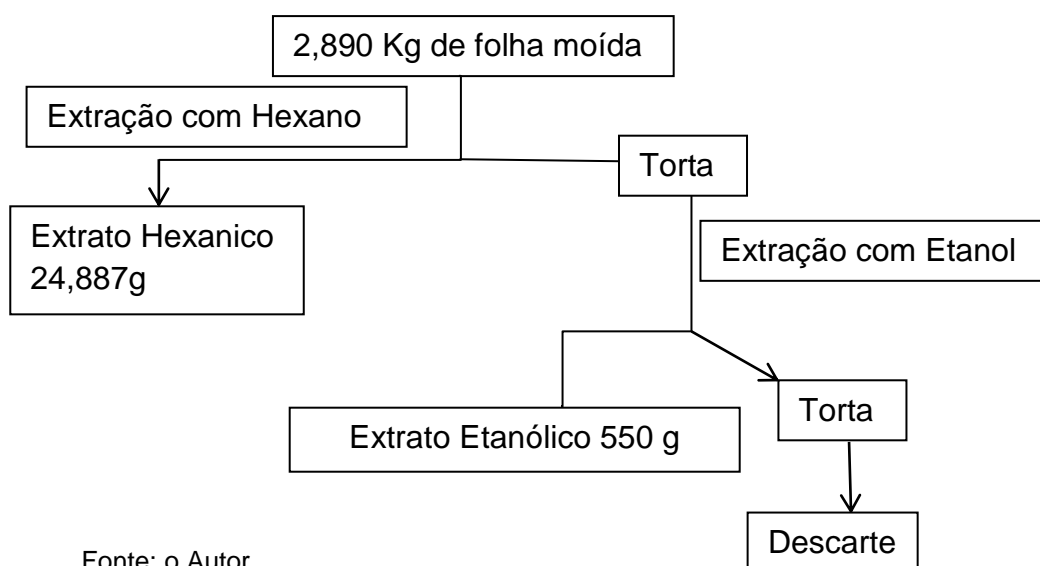 2,890 Kg de folha moída
Extração com Hexano
Torta
Extrato Hexanico
24,887g
Extração com Etanol
Torta
Extrato Etanólico 550 g
Descarte
Fonte: o Autor